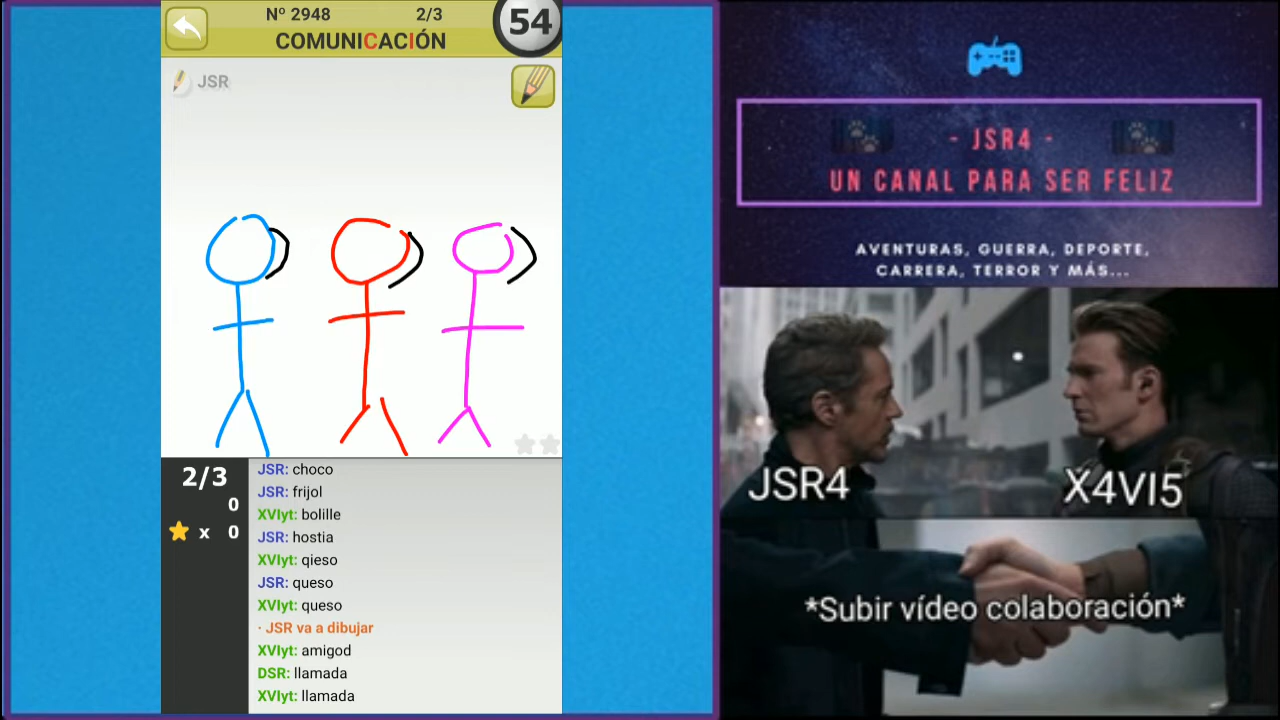 Nº 2948
2/3
54
COMUNICACIÓN
JSR
2/3
0
x 0
JSR: choco
JSR: frijol
XVIyt: bolille
JSR: hostia
XVIyt: qieso
JSR: queso
XVIyt: queso
· JSR va a dibujar
XVIyt: amigod
DSR: llamada
XVIyt: llamada
- JSR4 -
UN CANAL PARA SER FELIZ
AVENTURAS, GUERRA, DEPORTE,
CARRERA, TERROR Y MÁS...
JSR4
X4VI5
*Subir vídeo colaboración*